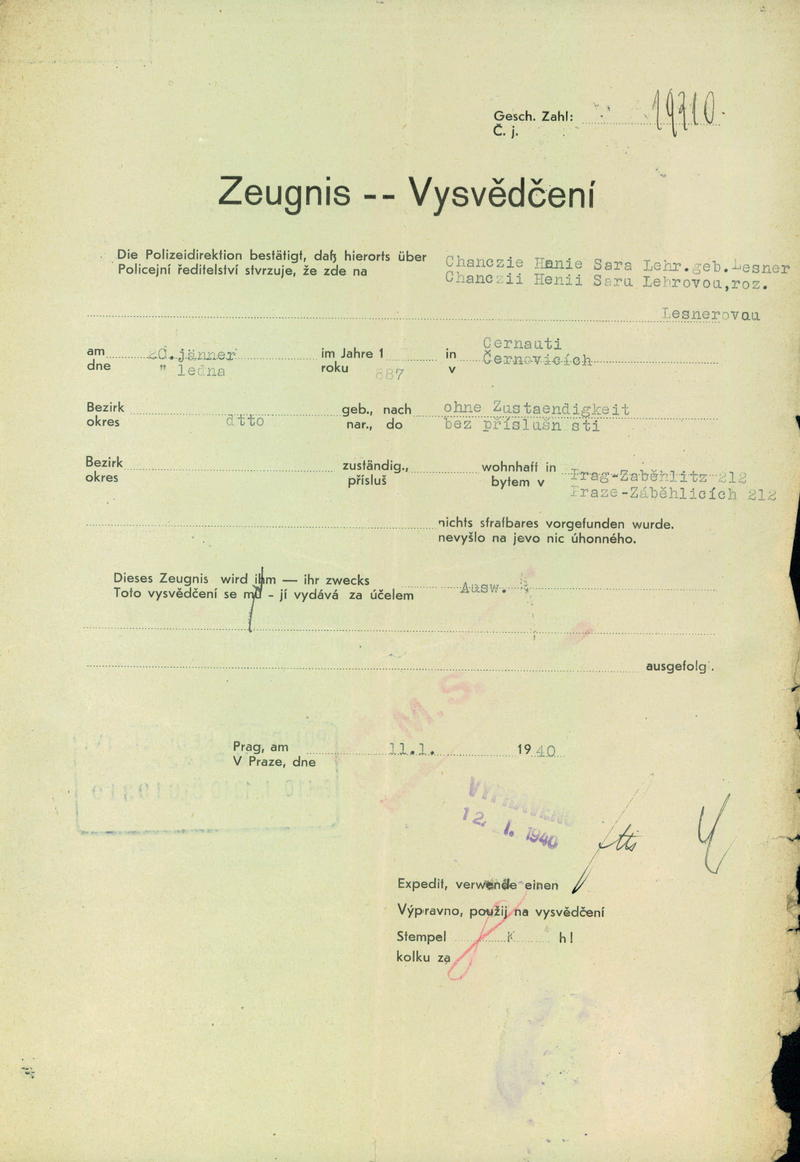 Gesch. Zahl: 19710
Č. j.
Zeugnis -- Vysvědčení
Die Polizeidirektion bestätigt, daß hierorts über Chanczie Hanie Sara Lehr.geb.Lesner
Policejní ředitelství stvrzuje, že zde na Chanczii Henii Saru Lehrovou,roz.
Lesnerovou
am 20.jänner im Jahre 1 in Cernauti
dne " ledna roku 887 v Černovicích
Bezirk geb., nach ohne Zustaendigkeit
okres dtto nar., do bez příslušnosti
Bezirk zuständig., wohnhaft in Prag-Zaběhlitz 212
okres přísluš bytem v Praze-Záběhlicích 212
nichts strafbares vorgefunden wurde.
nevyšlo na jevo nic úhonného.
Dieses Zeugnis wird ihm — ihr zwecks Ausw.
Toto vysvědčení se mu - jí vydává za účelem
ausgefolg .
Prag, am 11.1. 1940
V Praze, dne
12. 1. 1940
Expedit, verwende einen
Výpravno, použij na vysvědčení
Stempel K hl
kolku za